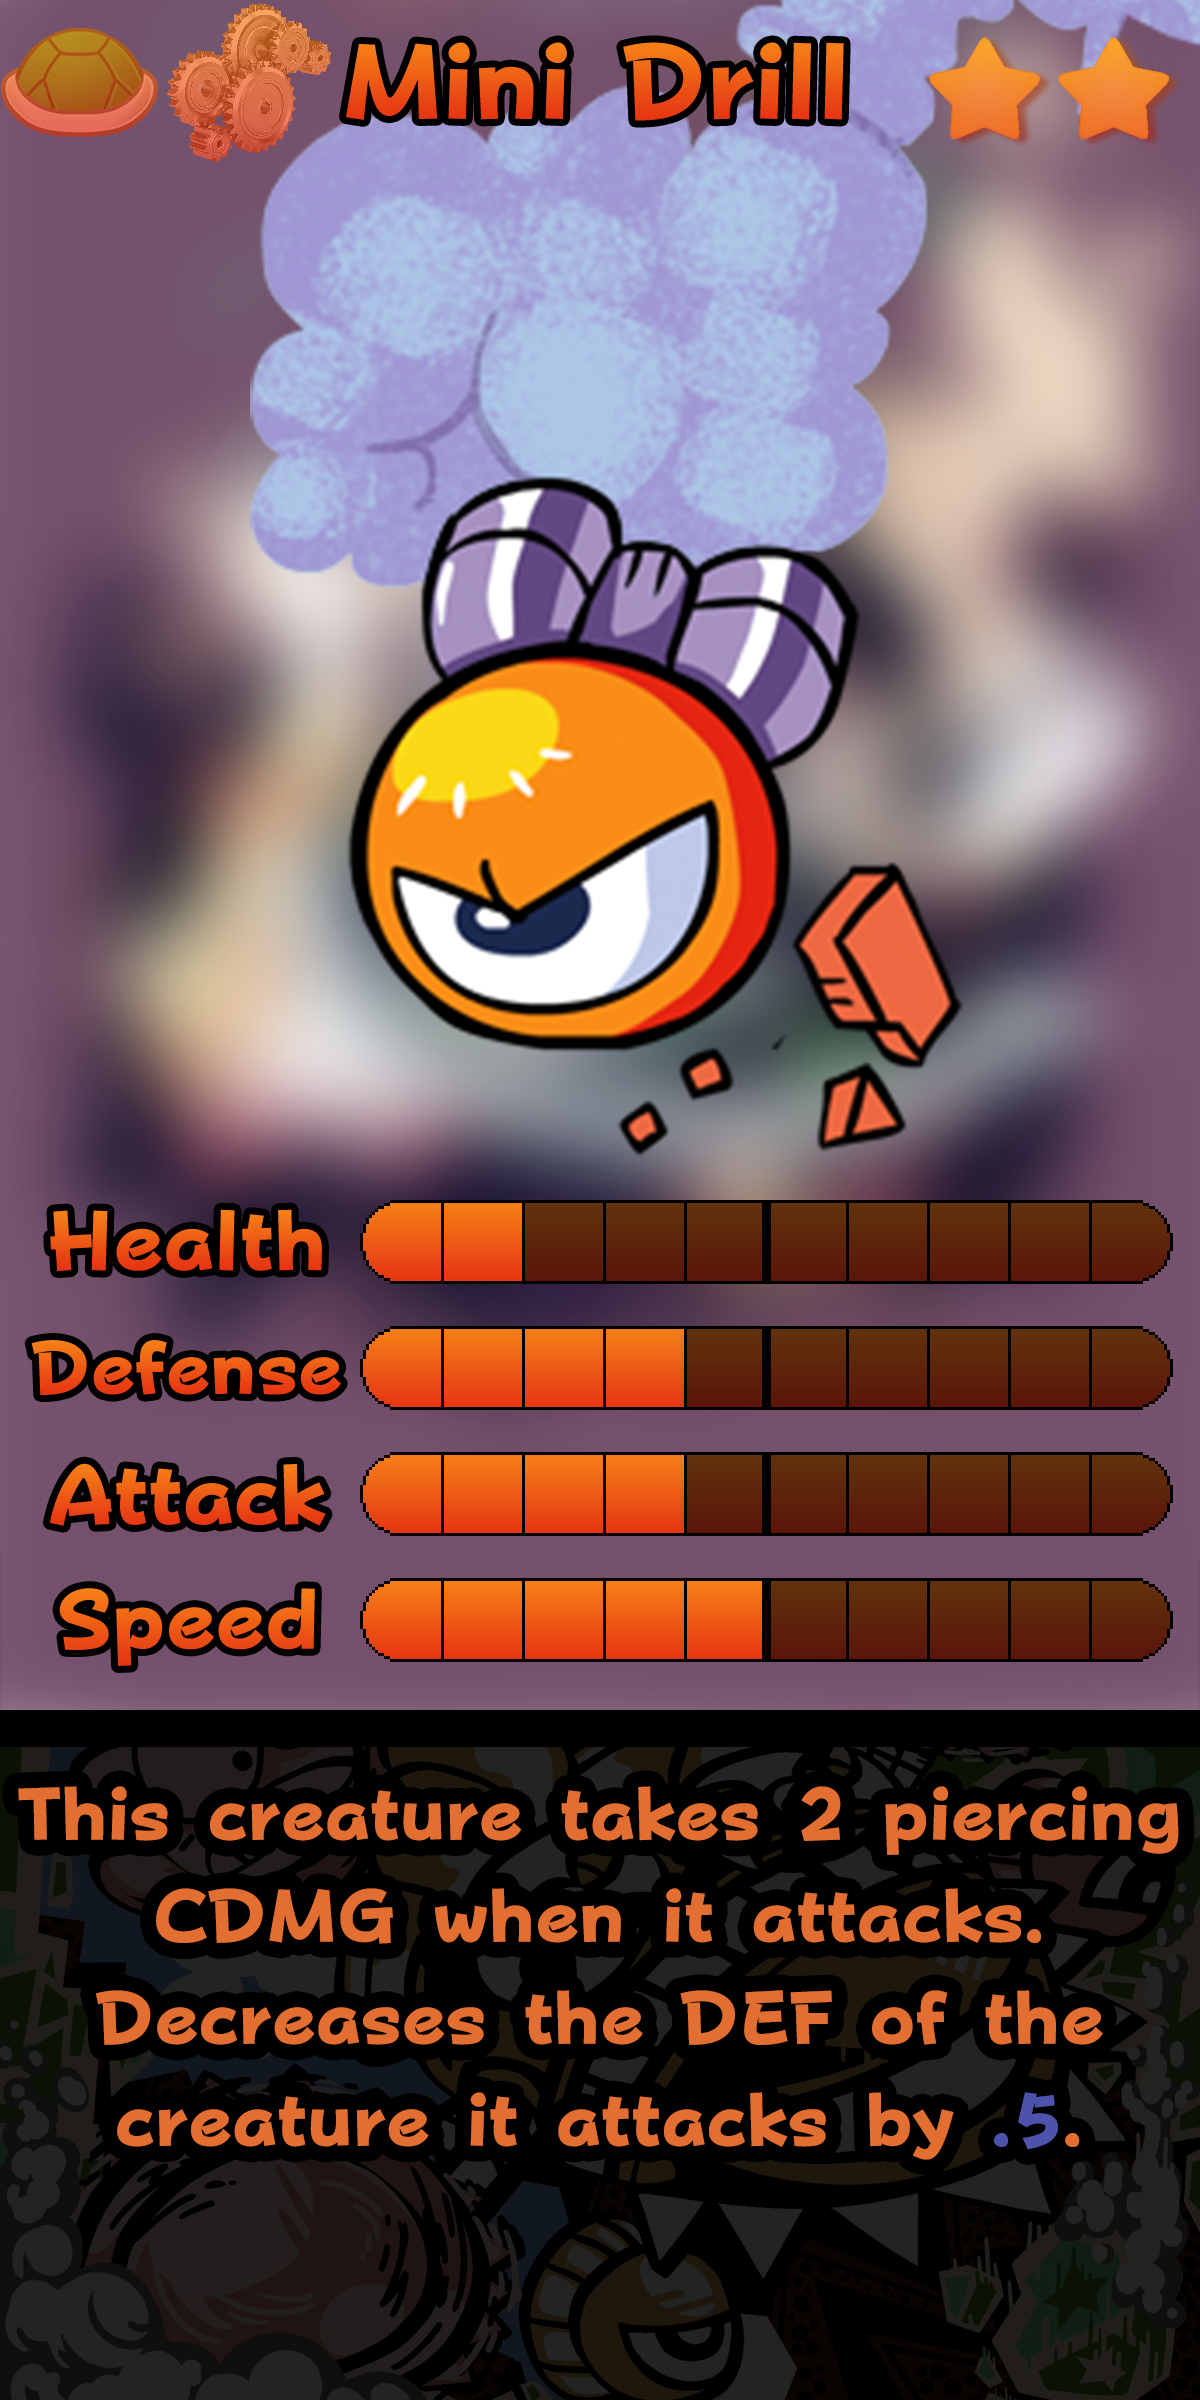 Mini Drill
Health
Defense
Attack
Speed
This creature takes 2 piercing
CDMG when it attacks.
Decreases the DEF of the
creature it attacks by .5.